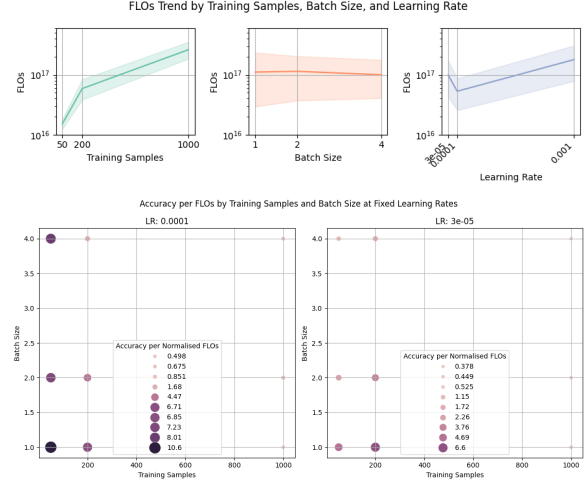 FLOs Trend by Training Samples, Batch Size, and Learning Rate
FLOs
10^17
10^16
50 200 1000
Training Samples
FLOs
10^17
10^16
1 2 4
Batch Size
FLOs
10^17
10^16
3e-05
0.0001
0.001
Learning Rate
Accuracy per FLOs by Training Samples and Batch Size at Fixed Learning Rates
LR: 0.0001
Batch Size
4.0
3.5
3.0
2.5
2.0
1.5
1.0
Accuracy per Normalised FLOs
0.498
0.675
0.851
1.68
4.47
6.71
6.85
7.23
8.01
10.6
200 400 600 800 1000
Training Samples
LR: 3e-05
Batch Size
4.0
3.5
3.0
2.5
2.0
1.5
1.0
Accuracy per Normalised FLOs
0.378
0.449
0.525
1.15
1.72
2.26
3.76
4.69
6.6
200 400 600 800 1000
Training Samples